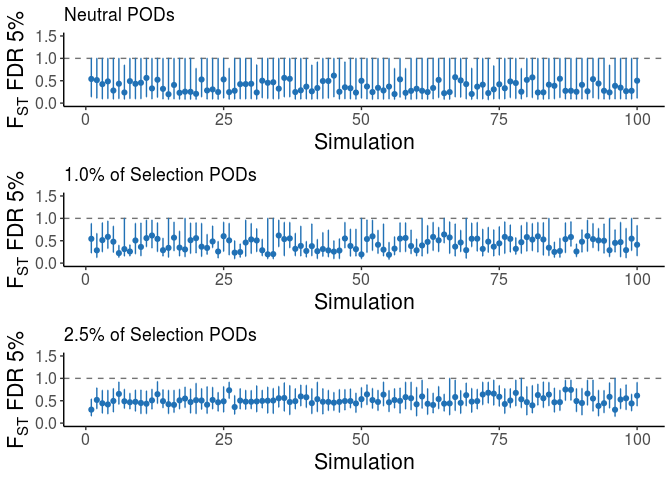 Neutral PODs
F_ST FDR 5%
1.5
1.0
0.5
0.0
0 25 50 75 100
Simulation
1.0% of Selection PODs
F_ST FDR 5%
1.5
1.0
0.5
0.0
0 25 50 75 100
Simulation
2.5% of Selection PODs
F_ST FDR 5%
1.5
1.0
0.5
0.0
0 25 50 75 100
Simulation